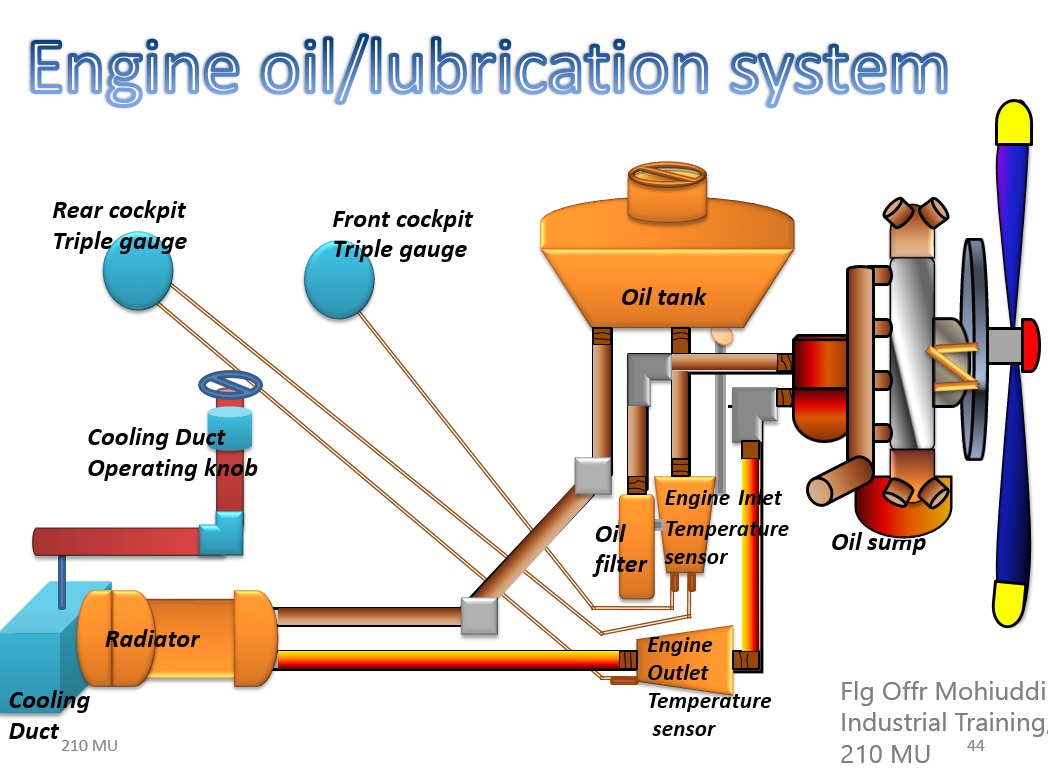 Engine oil/lubrication system
Rear cockpit
Triple gauge
Front cockpit
Triple gauge
Oil tank
Cooling Duct
Operating knob
Engine Inlet
Temperature
sensor
Oil
filter
Oil sump
Radiator
Engine
Outlet
Temperature
sensor
Cooling
Duct
210 MU
Flg Offr Mohiuddi
Industrial Training,
210 MU
44